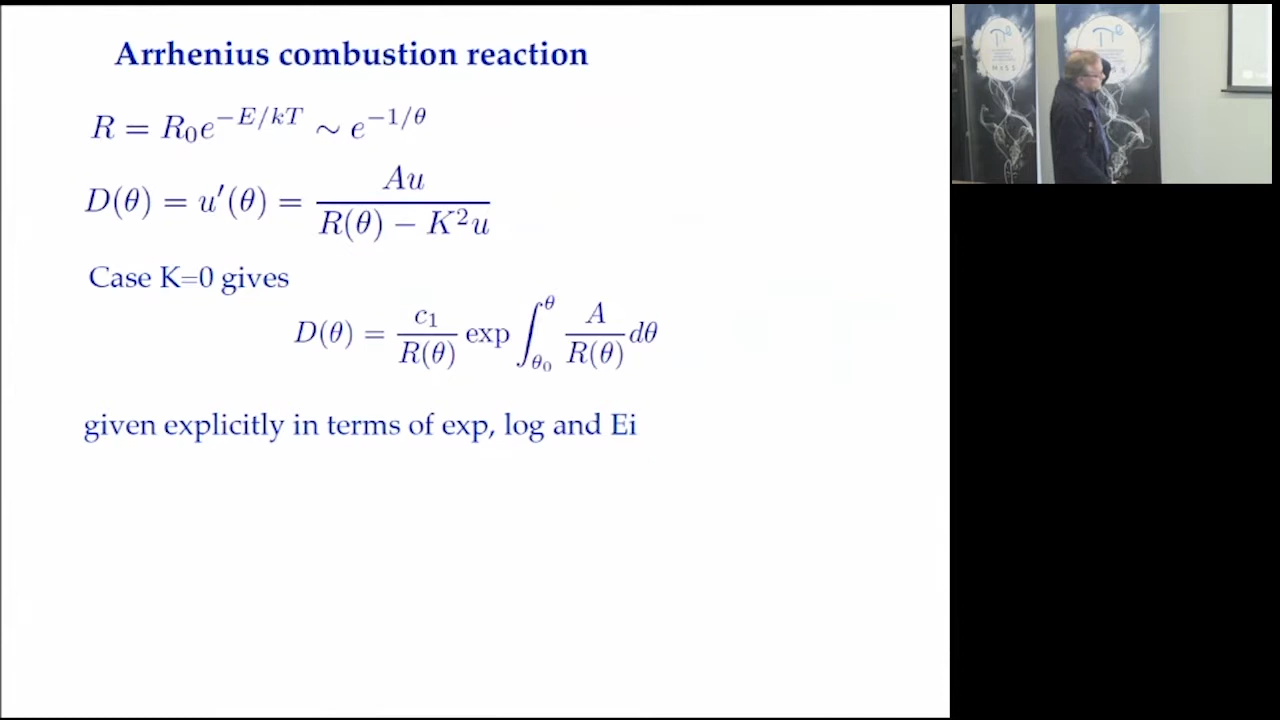 Arrhenius combustion reaction
R = R₀e^{−E/kT} ∼ e^{−1/θ}
D(θ) = u′(θ) = Au / (R(θ) − K²u)
Case K=0 gives
D(θ) = c₁/R(θ) exp ∫_{θ₀}^{θ} A/R(θ) dθ
given explicitly in terms of exp, log and Ei